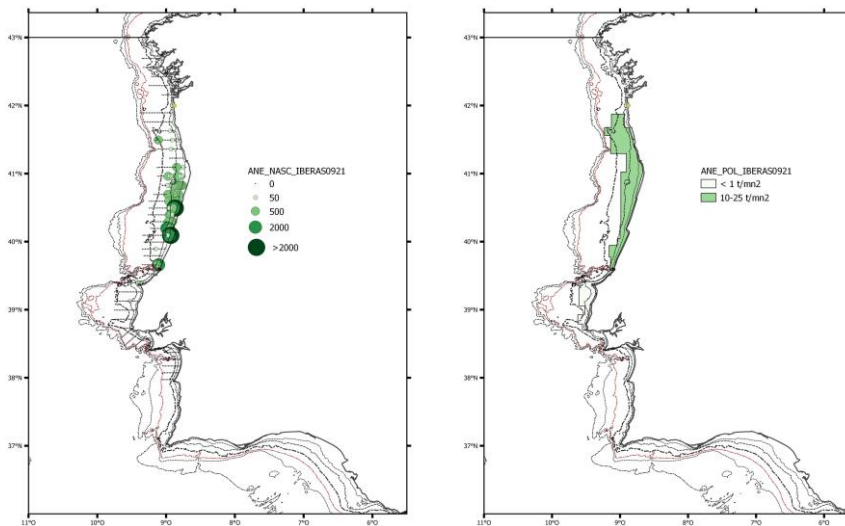 43°N
42°N
41°N
40°N
39°N
38°N
37°N
11°O
10°O
9°O
8°O
7°O
6°O
ANE_NASC_IBERAS0921
0
50
500
2000
>2000
43°N
42°N
41°N
40°N
39°N
38°N
37°N
11°O
10°O
9°O
8°O
7°O
6°O
ANE_POL_IBERAS0921
< 1 t/mn2
10-25 t/mn2